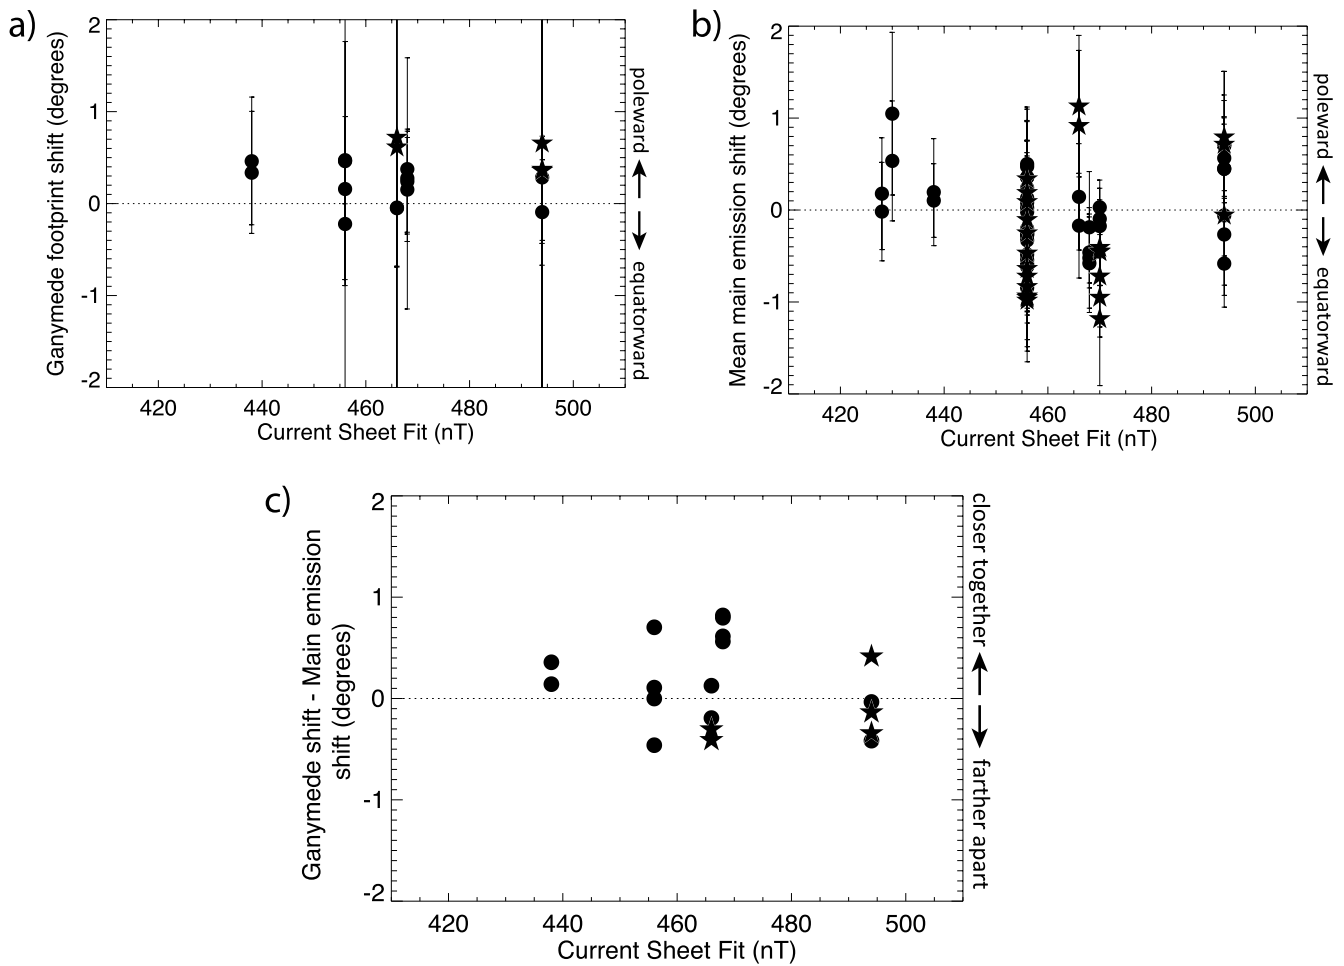 a)
Ganymede footprint shift (degrees)
2
1
0
-1
-2
420 440 460 480 500
Current Sheet Fit (nT)
poleward
equatorward
b)
Mean main emission shift (degrees)
2
1
0
-1
-2
420 440 460 480 500
Current Sheet Fit (nT)
poleward
equatorward
c)
Ganymede shift - Main emission
shift (degrees)
2
1
0
-1
-2
420 440 460 480 500
Current Sheet Fit (nT)
closer together
farther apart